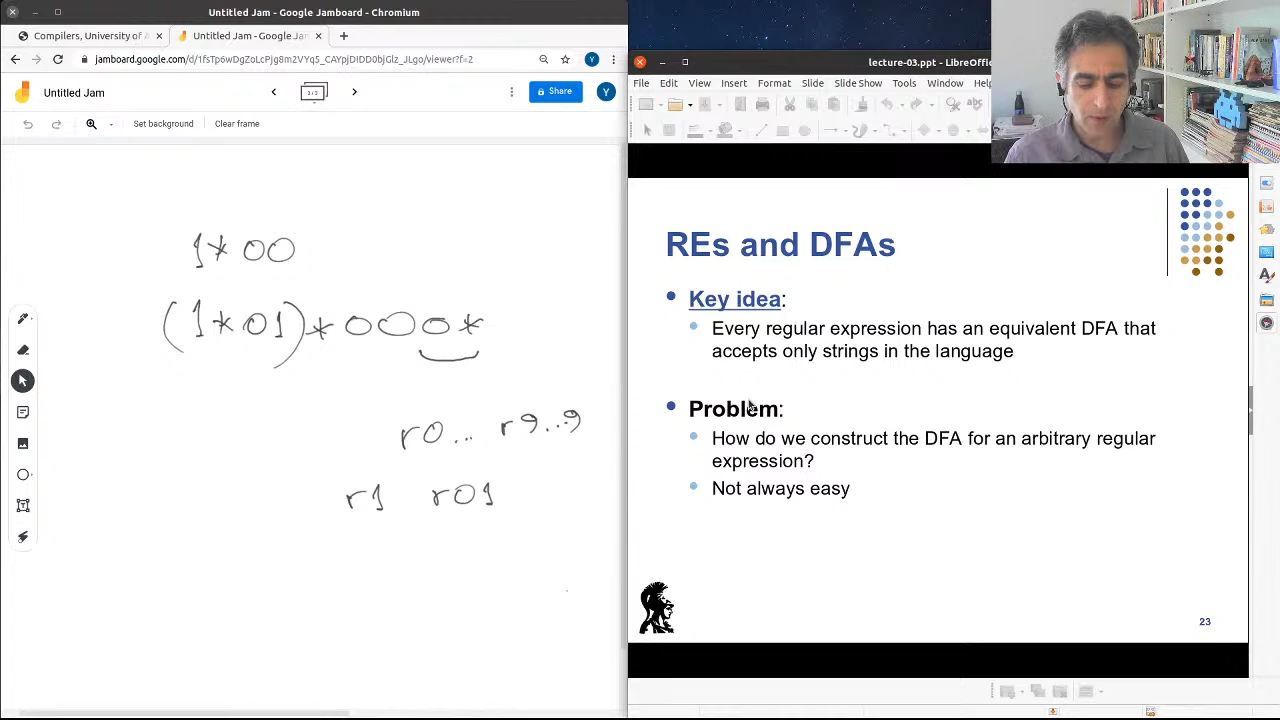 Untitled Jam - Google Jamboard - Chromium
Compilers, University of A
Untitled Jam - Google Jam
jamboard.google.com/d/1fsTp6wDgZoLcPjg8m2VYq5_CAYpjDIDD0bjGlz_JLgo/viewer?f=2
Y
Untitled Jam
Share
Y
Set background
Clear frame
1*00
(1*01)*000*
r0... r9..9
r1 r01
lecture-03.ppt - LibreOffic
File Edit View Insert Format Slide Slide Show Tools Window Hel
REs and DFAs
Key idea:
Every regular expression has an equivalent DFA that
accepts only strings in the language
Problem:
How do we construct the DFA for an arbitrary regular
expression?
Not always easy
23